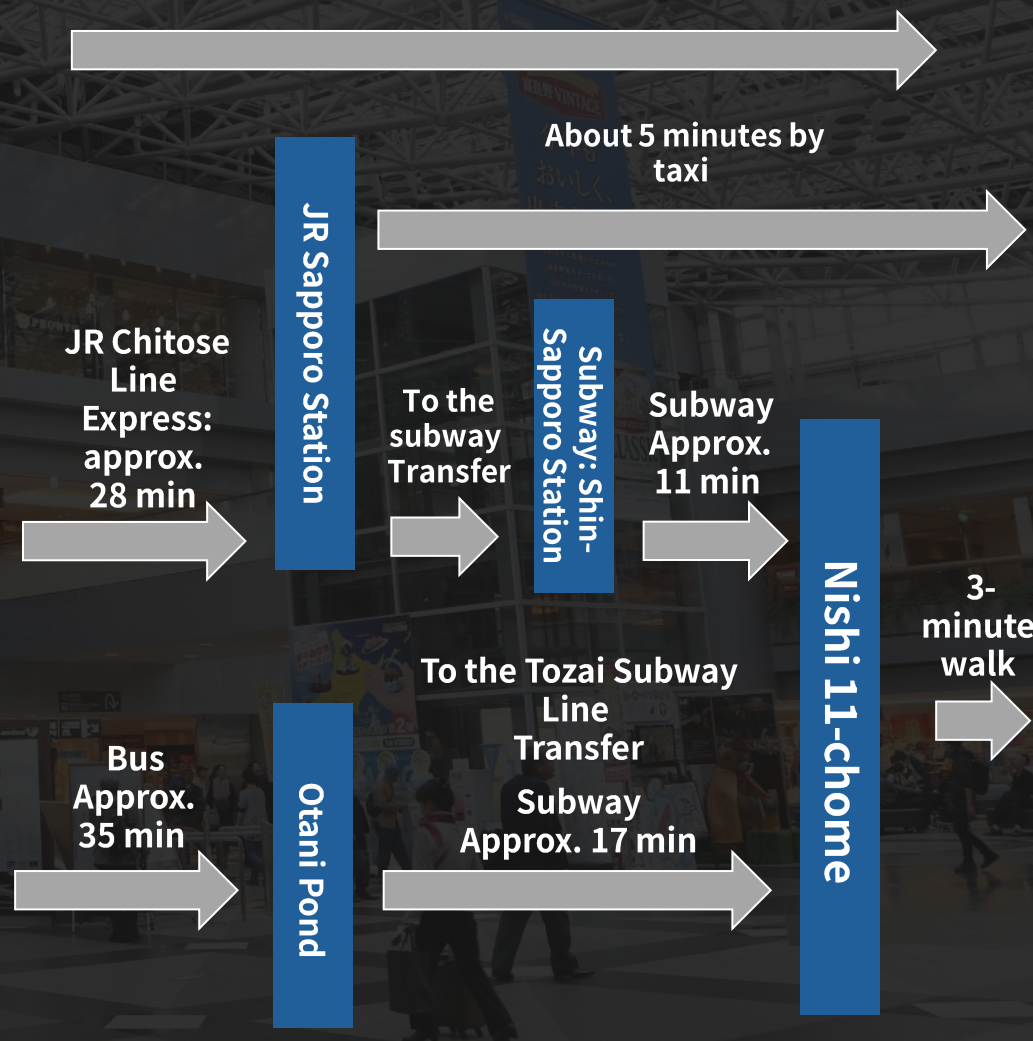 About 5 minutes by
taxi
JR Sapporo Station
JR Chitose
Line
Express:
approx.
28 min
To the
subway
Transfer
Subway: Shin-
Sapporo Station
Subway
Approx.
11 min
Nishi 11-chome
3-
minute
walk
Bus
Approx.
35 min
Otani Pond
To the Tozai Subway
Line
Transfer
Subway
Approx. 17 min